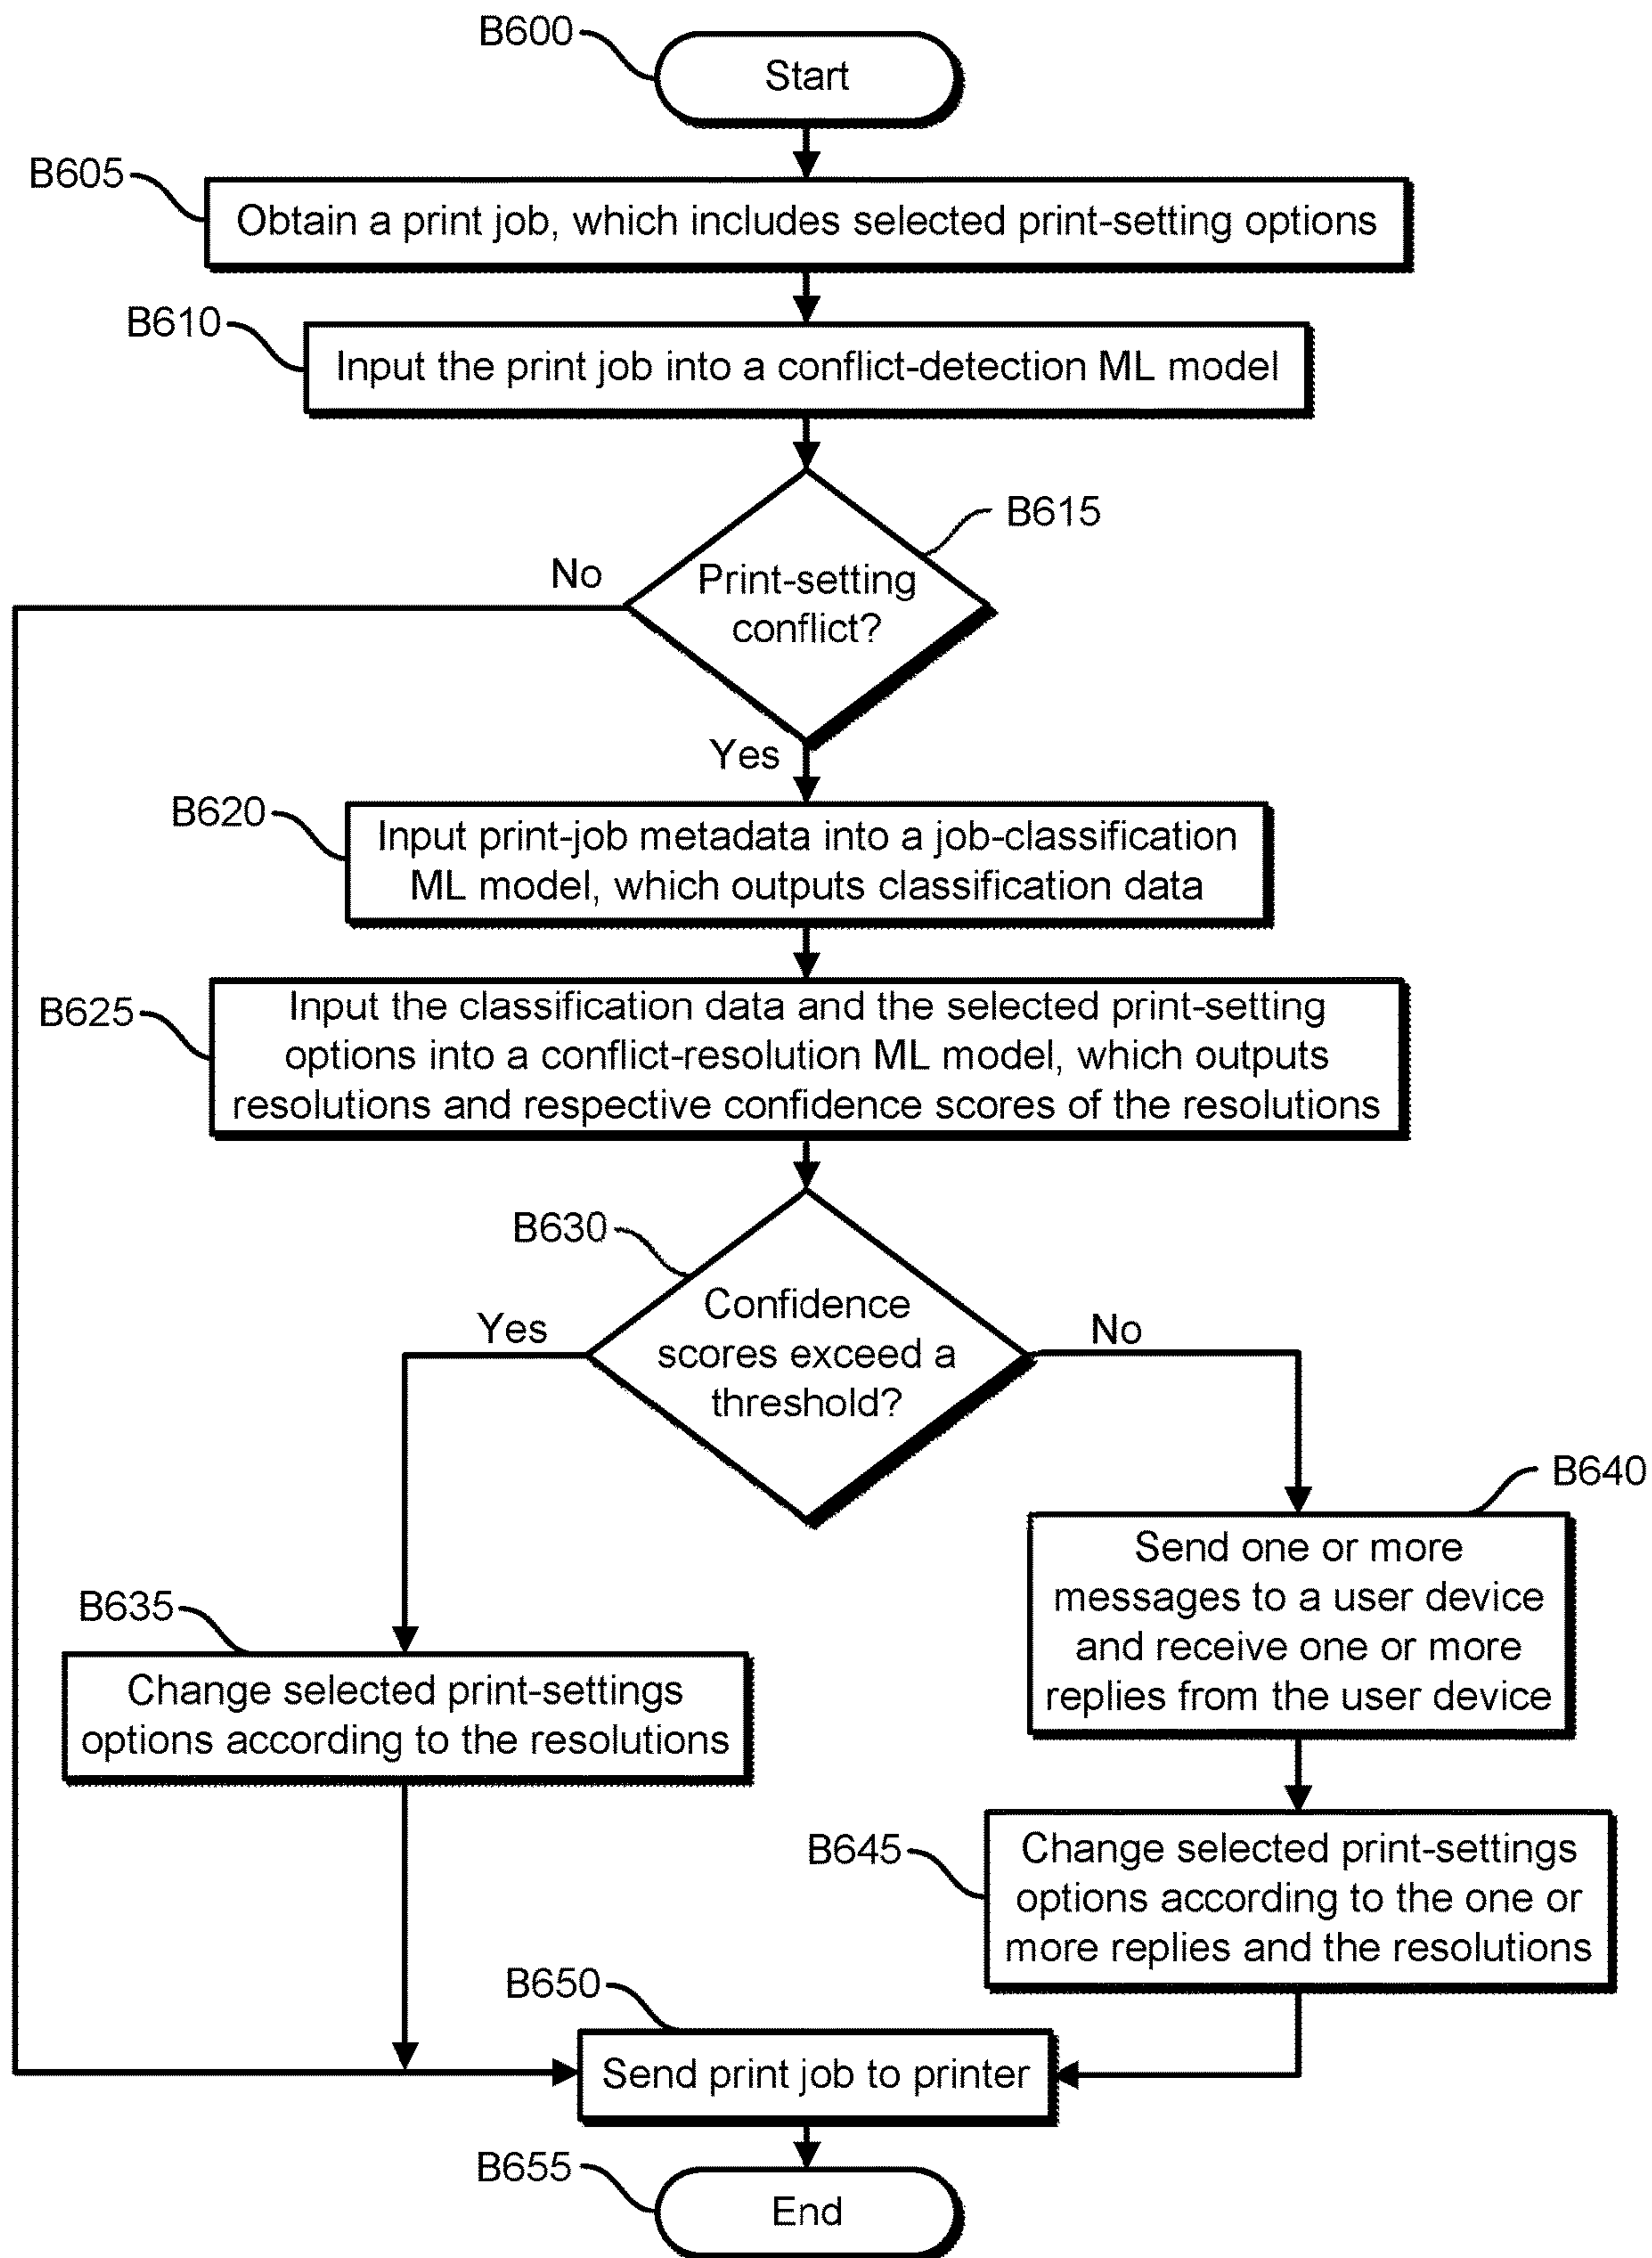 B600
Start
B605
Obtain a print job, which includes selected print-setting options
B610
Input the print job into a conflict-detection ML model
B615
No
Print-setting
conflict?
Yes
B620
Input print-job metadata into a job-classification
ML model, which outputs classification data
B625
Input the classification data and the selected print-setting
options into a conflict-resolution ML model, which outputs
resolutions and respective confidence scores of the resolutions
B630
Confidence
scores exceed a
threshold?
Yes
No
B640
Send one or more
messages to a user device
and receive one or more
replies from the user device
B635
Change selected print-settings
options according to the resolutions
B645
Change selected print-settings
options according to the one or
more replies and the resolutions
B650
Send print job to printer
B655
End